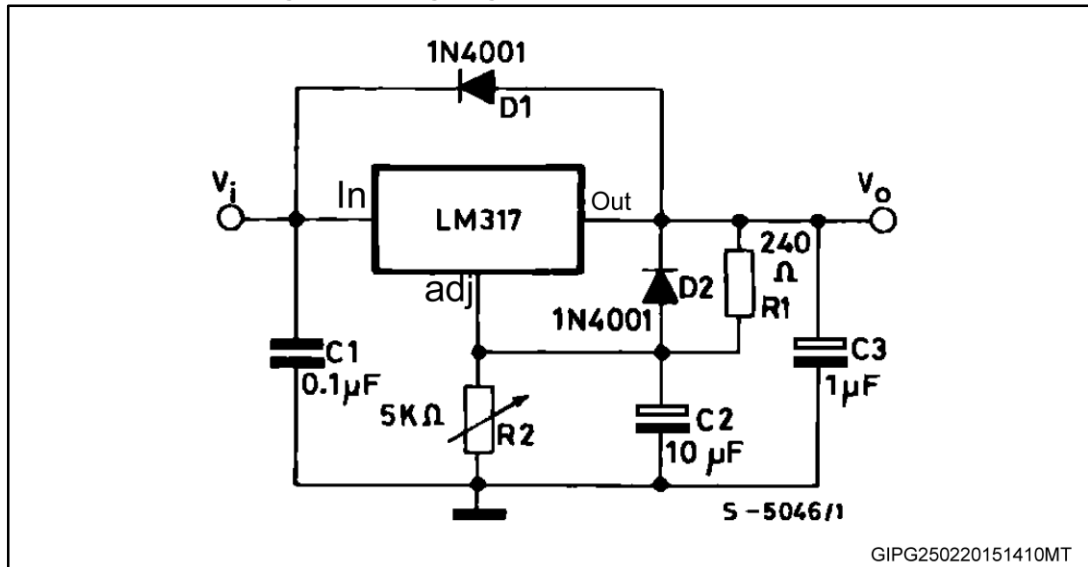 1N4001
D1
Vi
In
LM317
Out
Vo
adj
D2
1N4001
240
Ω
R1
C1
0.1µF
5KΩ
R2
C2
10 µF
C3
1µF
S-5046/1
GIPG250220151410MT